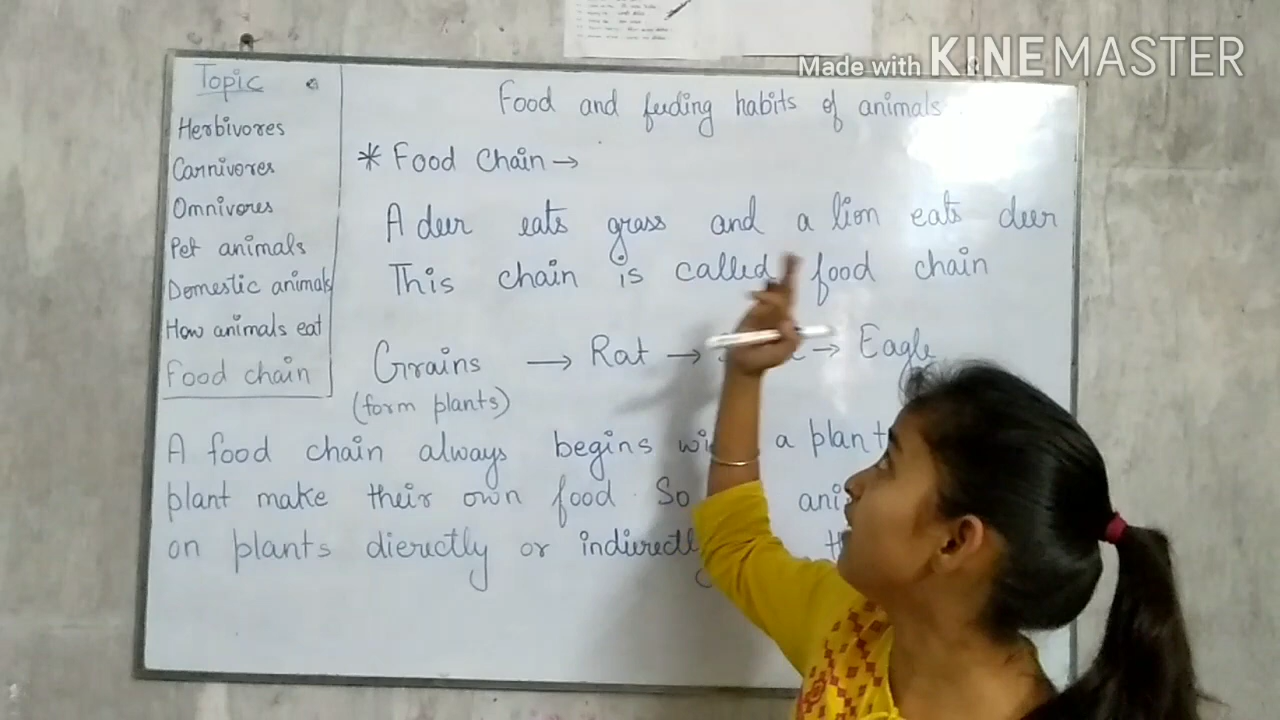 Made with KINEMASTER
Topic
Herbivores
Carnivores
Omnivores
Pet animals
Domestic animals
How animals eat
Food chain
Food and feeding habits of animals
* Food Chain →
A deer eats grass and a lion eats deer
This chain is called food chain
Grains → Rat → → Eagle
(form plants)
A food chain always begins a plant
plant make their own food. So
on plants dierectly or indirectly